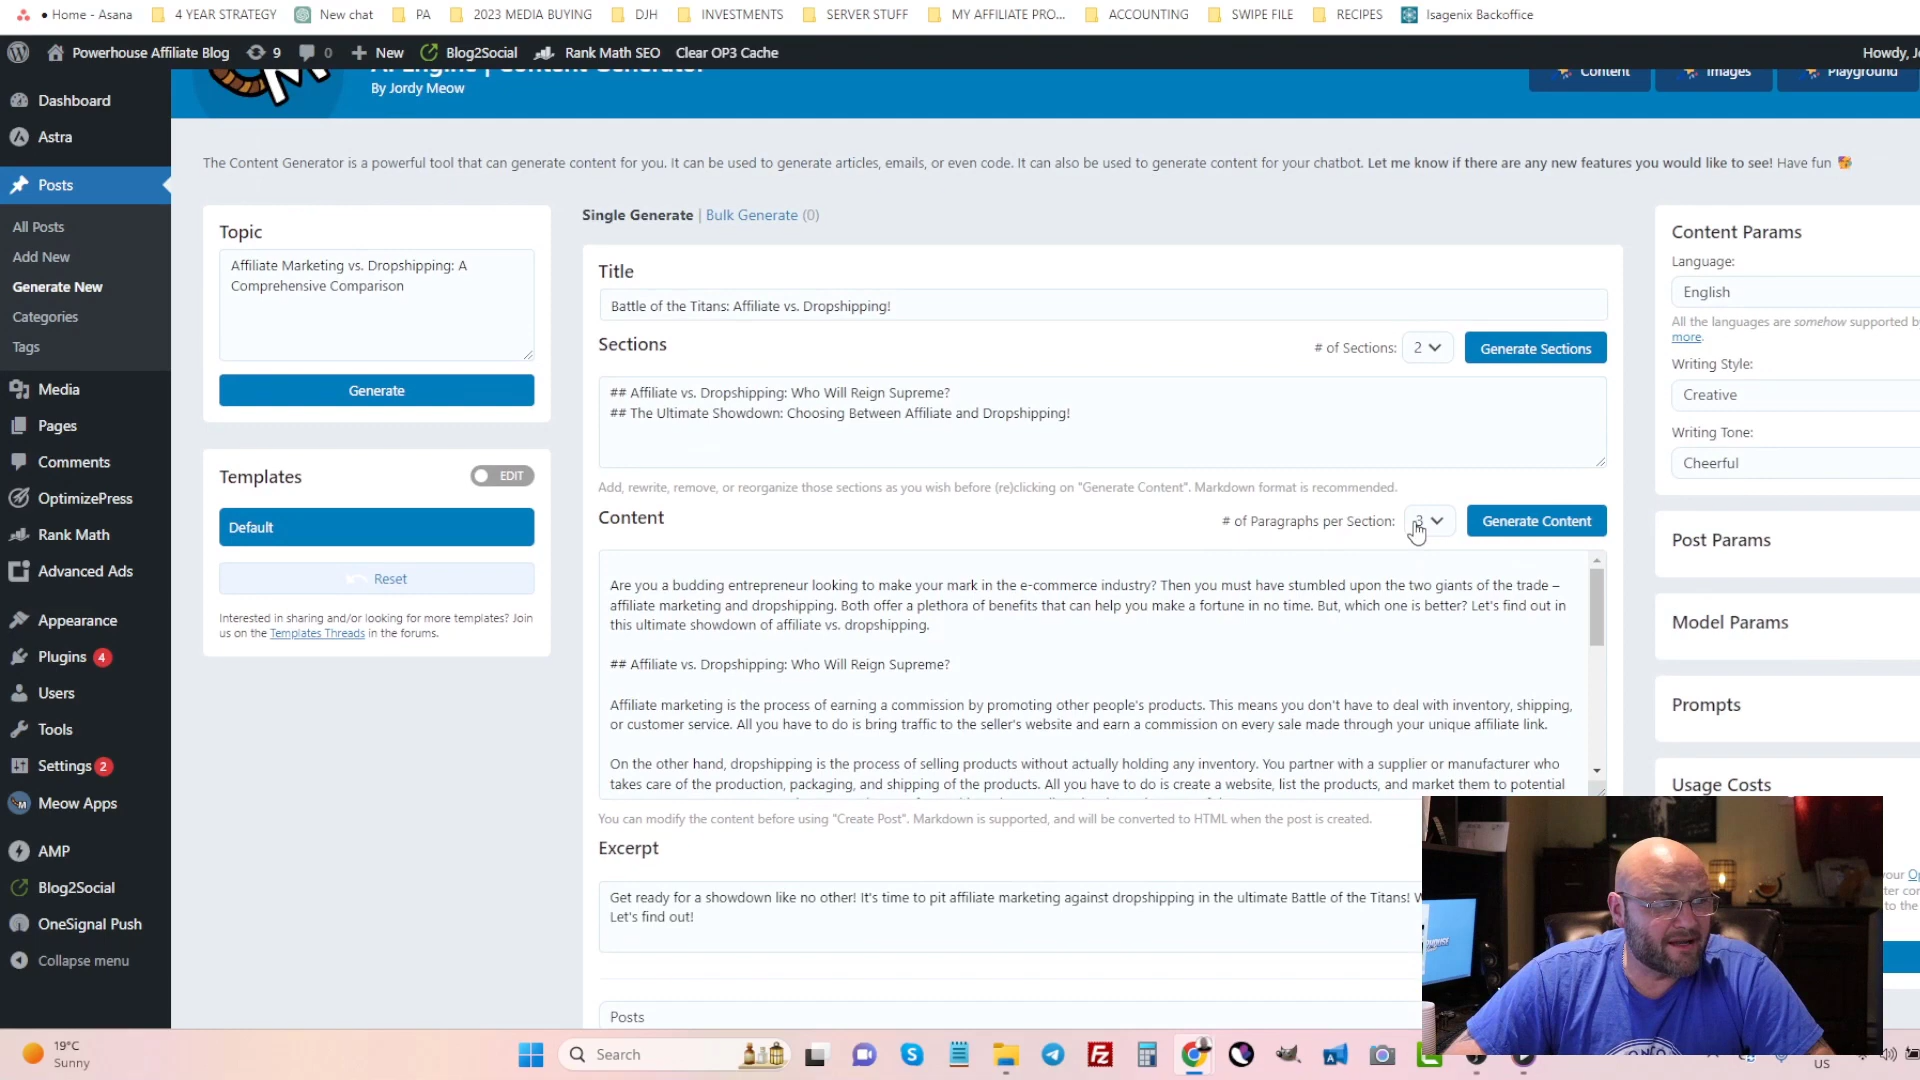 Home - Asana
4 YEAR STRATEGY
New chat
PA
2023 MEDIA BUYING
DJH
INVESTMENTS
SERVER STUFF
MY AFFILIATE PRO...
ACCOUNTING
SWIPE FILE
RECIPES
Isagenix Backoffice
Powerhouse Affiliate Blog
9
0
New
Blog2Social
Rank Math SEO
Clear OP3 Cache
Howdy, J
Dashboard
Astra
Posts
All Posts
Add New
Generate New
Categories
Tags
Media
Pages
Comments
OptimizePress
Rank Math
Advanced Ads
Appearance
Plugins 4
Users
Tools
Settings 2
Meow Apps
AMP
Blog2Social
OneSignal Push
Collapse menu
AI Engine | Content Generator
By Jordy Meow
Content
Images
Playground
The Content Generator is a powerful tool that can generate content for you. It can be used to generate articles, emails, or even code. It can also be used to generate content for your chatbot. Let me know if there are any new features you would like to see! Have fun
Topic
Affiliate Marketing vs. Dropshipping: A
Comprehensive Comparison
Generate
Templates
EDIT
Default
Reset
Interested in sharing and/or looking for more templates? Join
us on the Templates Threads in the forums.
Single Generate | Bulk Generate (0)
Title
Battle of the Titans: Affiliate vs. Dropshipping!
Sections
# of Sections: 2
Generate Sections
## Affiliate vs. Dropshipping: Who Will Reign Supreme?
## The Ultimate Showdown: Choosing Between Affiliate and Dropshipping!
Add, rewrite, remove, or reorganize those sections as you wish before (re)clicking on "Generate Content". Markdown format is recommended.
Content
# of Paragraphs per Section: 3
Generate Content
Are you a budding entrepreneur looking to make your mark in the e-commerce industry? Then you must have stumbled upon the two giants of the trade –
affiliate marketing and dropshipping. Both offer a plethora of benefits that can help you make a fortune in no time. But, which one is better? Let's find out in
this ultimate showdown of affiliate vs. dropshipping.
## Affiliate vs. Dropshipping: Who Will Reign Supreme?
Affiliate marketing is the process of earning a commission by promoting other people's products. This means you don't have to deal with inventory, shipping,
or customer service. All you have to do is bring traffic to the seller's website and earn a commission on every sale made through your unique affiliate link.
On the other hand, dropshipping is the process of selling products without actually holding any inventory. You partner with a supplier or manufacturer who
takes care of the production, packaging, and shipping of the products. All you have to do is create a website, list the products, and market them to potential
You can modify the content before using "Create Post". Markdown is supported, and will be converted to HTML when the post is created.
Excerpt
Get ready for a showdown like no other! It's time to pit affiliate marketing against dropshipping in the ultimate Battle of the Titans! W
Let's find out!
Posts
Content Params
Language:
English
All the languages are somehow supported by
more.
Writing Style:
Creative
Writing Tone:
Cheerful
Post Params
Model Params
Prompts
Usage Costs
your Op
to the
19°C
Sunny
Search
US